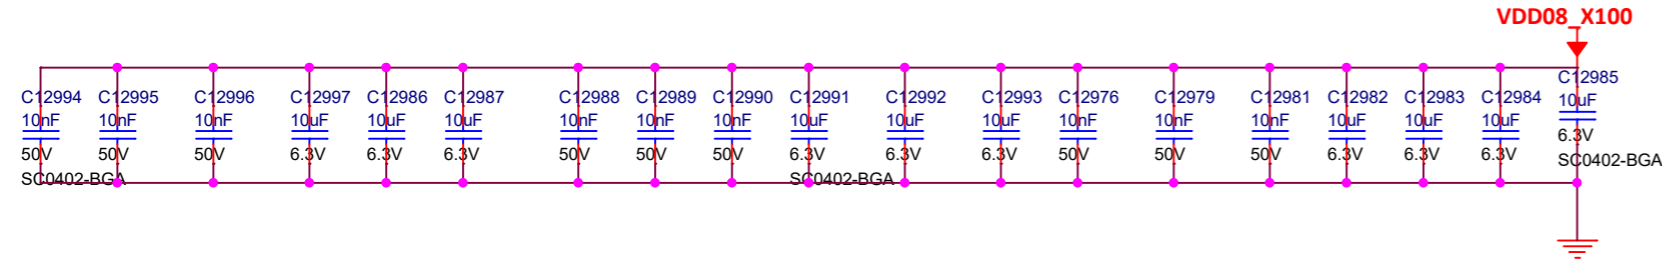 VDD08_X100
C12994 C12995 C12996 C12997 C12986 C12987 C12988 C12989 C12990 C12991 C12992 C12993 C12976 C12979 C12981 C12982 C12983 C12984 C12985
10nF 10nF 10nF 10uF 10uF 10uF 10nF 10nF 10nF 10uF 10uF 10uF 10nF 10nF 10nF 10uF 10uF 10uF 10uF
50V 50V 50V 6.3V 6.3V 6.3V 50V 50V 50V 6.3V 6.3V 6.3V 50V 50V 50V 6.3V 6.3V 6.3V 6.3V
SC0402-BGA SC0402-BGA SC0402-BGA